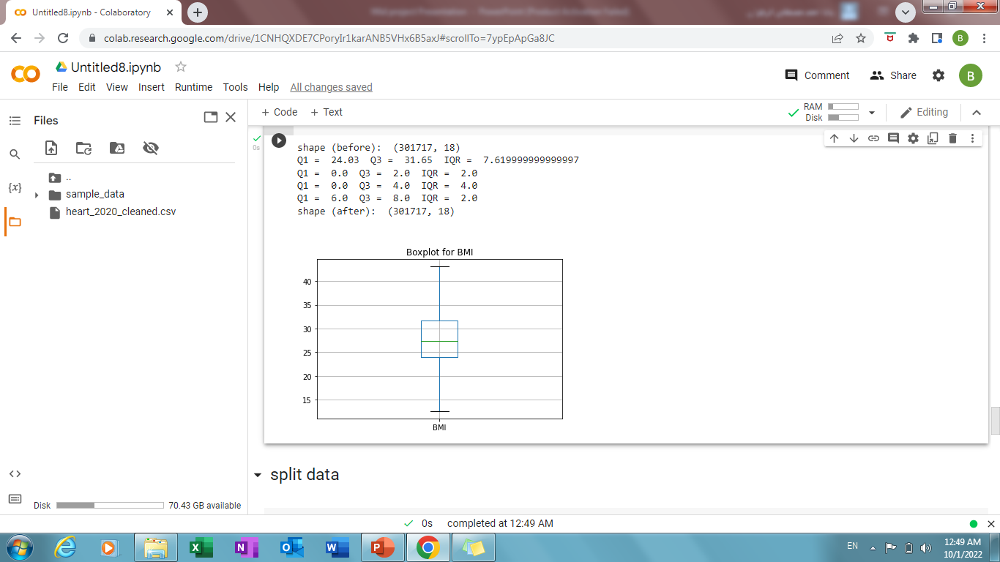 Untitled8.ipynb - Colaboratory
colab.research.google.com/drive/1CNHQXDE7CPoryIr1karANB5VHx6B5axJ#scrollTo=7ypEpApGa8JC
B
Untitled8.ipynb
File Edit View Insert Runtime Tools Help All changes saved
Comment Share B
Files
+ Code + Text
RAM
Disk
Editing
..
sample_data
heart_2020_cleaned.csv
{x}
Disk 70.43 GB available
0s
shape (before): (301717, 18)
Q1 = 24.03 Q3 = 31.65 IQR = 7.619999999999997
Q1 = 0.0 Q3 = 2.0 IQR = 2.0
Q1 = 0.0 Q3 = 4.0 IQR = 4.0
Q1 = 6.0 Q3 = 8.0 IQR = 2.0
shape (after): (301717, 18)
Boxplot for BMI
40
35
30
25
20
15
BMI
split data
0s completed at 12:49 AM
EN
12:49 AM
10/1/2022